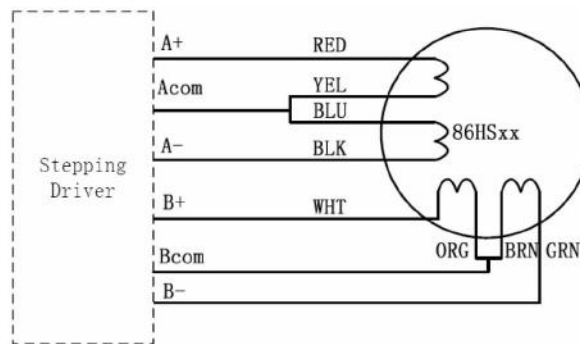 A+ RED
Acom YEL
BLU
86HSxx
A- BLK
Stepping
Driver
B+ WHT
ORG BRN GRN
Bcom
B-